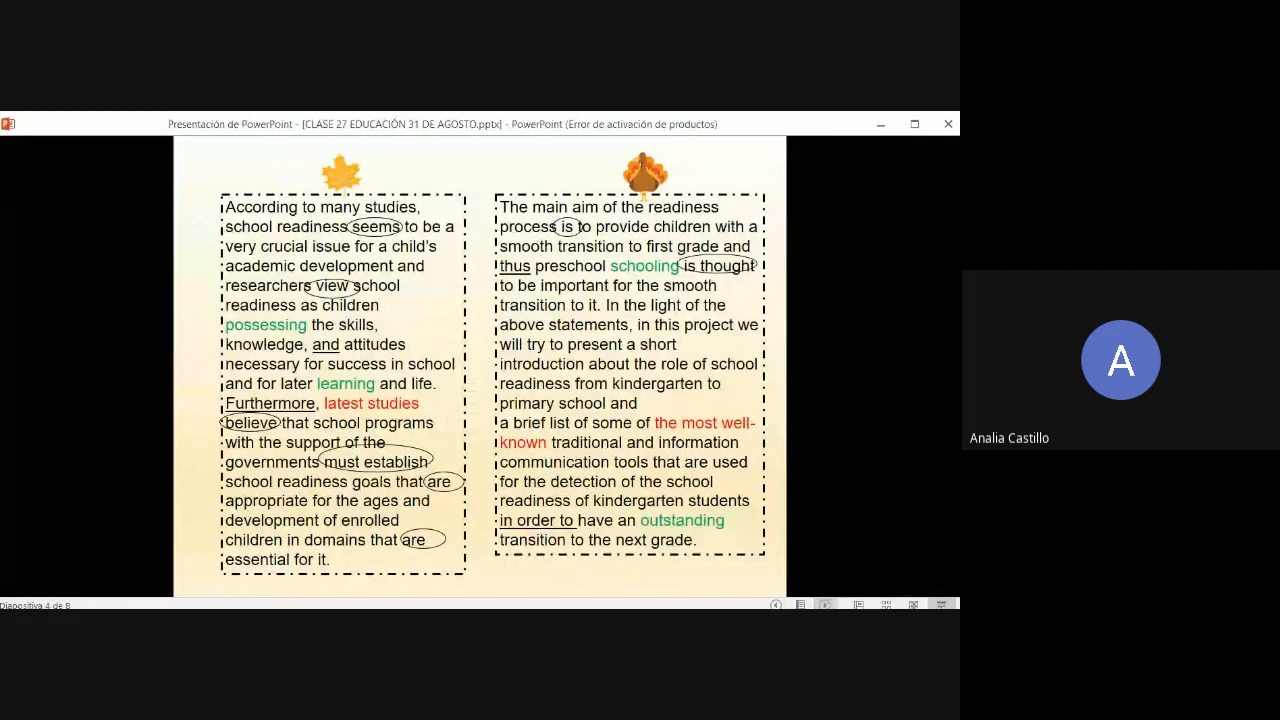 Presentación de PowerPoint - [CLASE 27 EDUCACIÓN 31 DE AGOSTO.pptx] - PowerPoint (Error de activación de productos)
According to many studies,
school readiness seems to be a
very crucial issue for a child's
academic development and
researchers view school
readiness as children
possessing the skills,
knowledge, and attitudes
necessary for success in school
and for later learning and life.
Furthermore, latest studies
believe that school programs
with the support of the
governments must establish
school readiness goals that are
appropriate for the ages and
development of enrolled
children in domains that are
essential for it.
The main aim of the readiness
process is to provide children with a
smooth transition to first grade and
thus preschool schooling is thought
to be important for the smooth
transition to it. In the light of the
above statements, in this project we
will try to present a short
introduction about the role of school
readiness from kindergarten to
primary school and
a brief list of some of the most well-
known traditional and information
communication tools that are used
for the detection of the school
readiness of kindergarten students
in order to have an outstanding
transition to the next grade.
Diapositiva 4 de 8
A
Analia Castillo